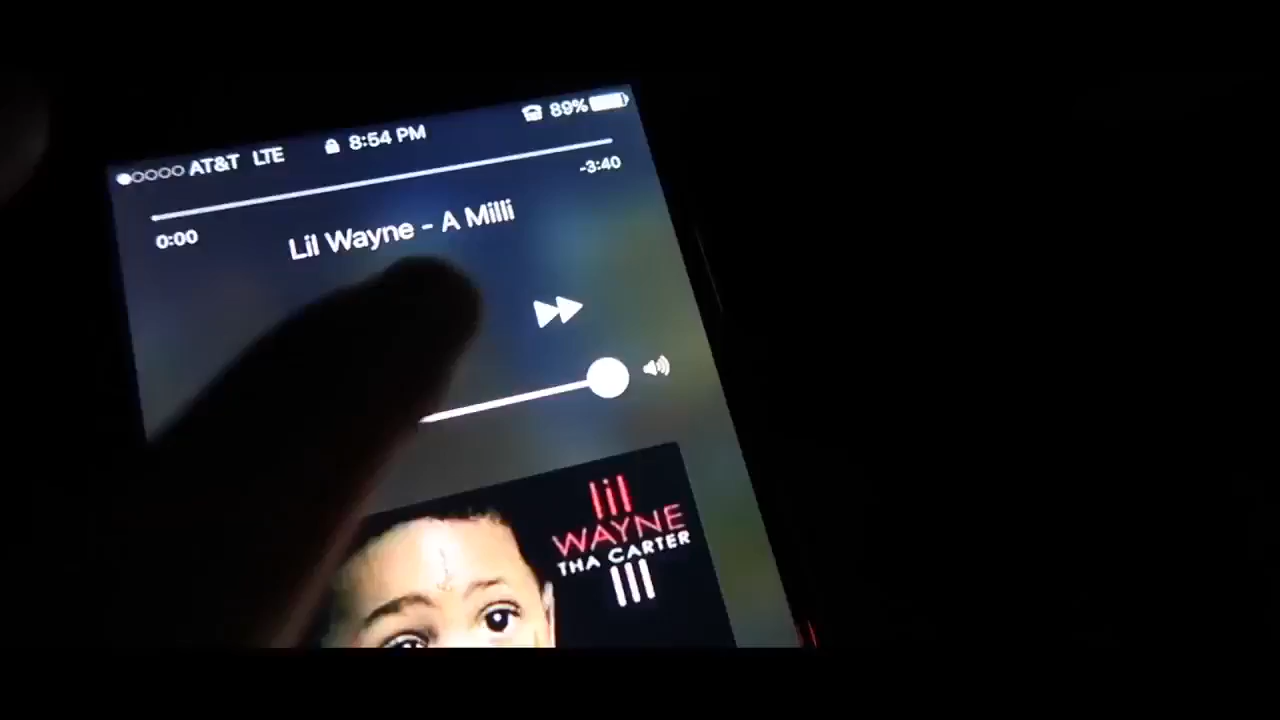 AT&T LTE 8:54 PM 89%
0:00 -3:40
Lil Wayne - A Milli
lil
WAYNE
THA CARTER
III